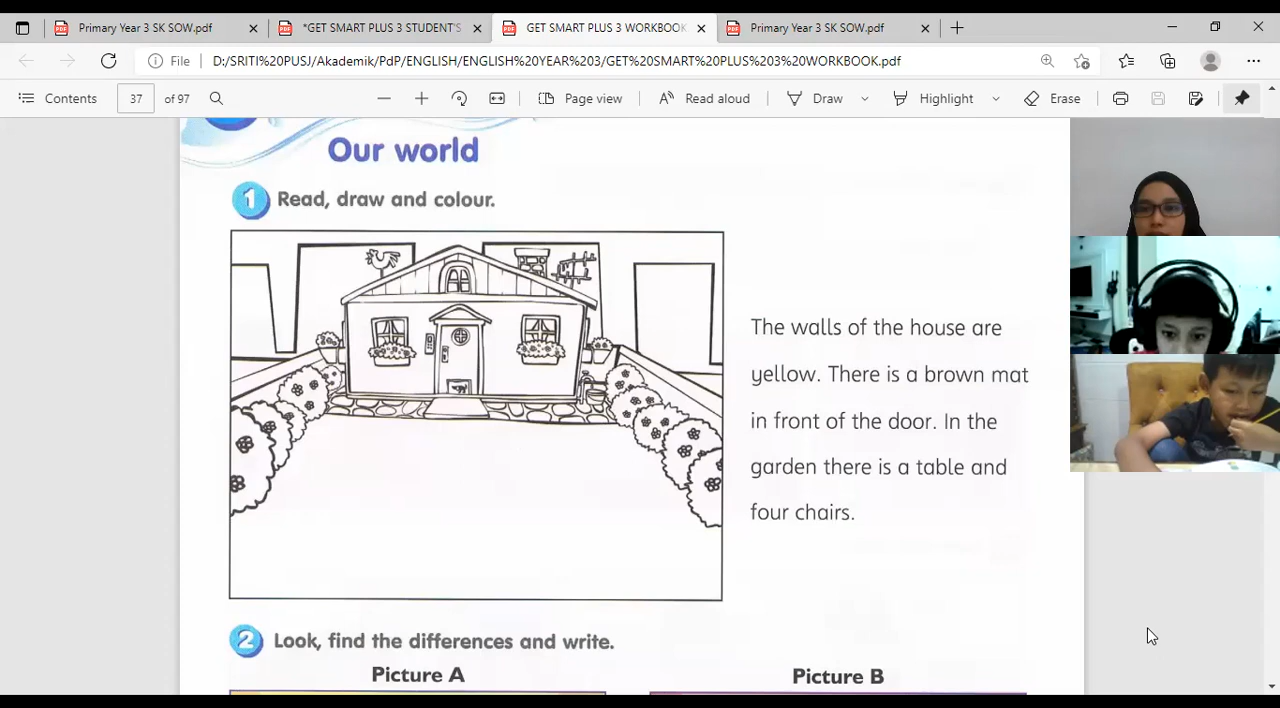 Primary Year 3 SK SOW.pdf
*GET SMART PLUS 3 STUDENT'S
GET SMART PLUS 3 WORKBOOK
Primary Year 3 SK SOW.pdf
File
D:/SRITI%20PUSJ/Akademik/PdP/ENGLISH/ENGLISH%20YEAR%203/GET%20SMART%20PLUS%203%20WORKBOOK.pdf
Contents
37 of 97
Page view
Read aloud
Draw
Highlight
Erase
Our world
1 Read, draw and colour.
The walls of the house are
yellow. There is a brown mat
in front of the door. In the
garden there is a table and
four chairs.
2 Look, find the differences and write.
Picture A
Picture B